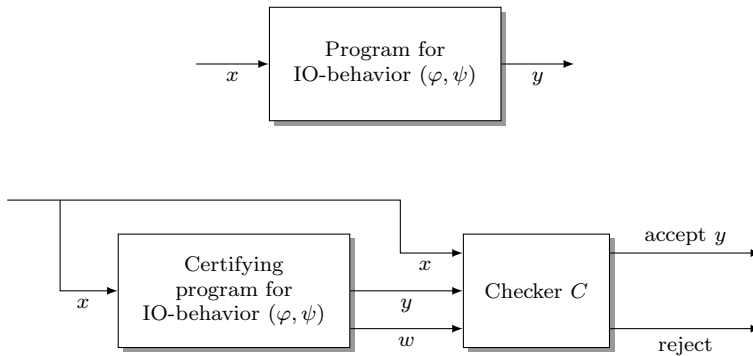 Program for
IO-behavior (φ, ψ)
x
y
accept y
x
Certifying
program for
IO-behavior (φ, ψ)
Checker C
x
y
w
reject